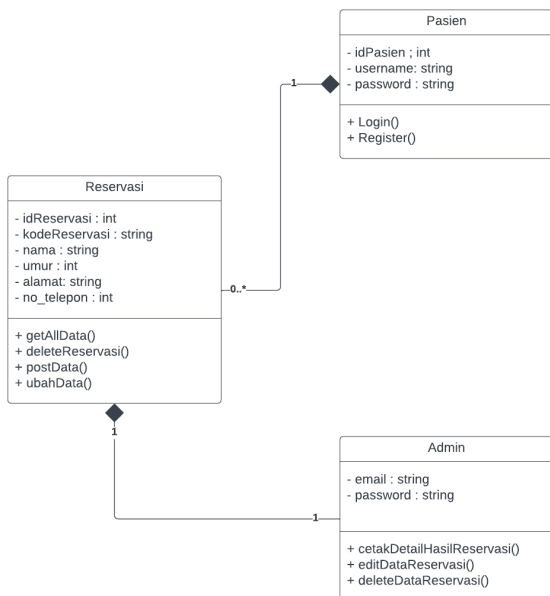 Pasien
- idPasien ; int
- username: string
- password : string
+ Login()
+ Register()
1
Reservasi
- idReservasi : int
- kodeReservasi : string
- nama : string
- umur : int
- alamat: string
- no_telepon : int
0..*
+ getAllData()
+ deleteReservasi()
+ postData()
+ ubahData()
1
1
Admin
- email : string
- password : string
+ cetakDetailHasilReservasi()
+ editDataReservasi()
+ deleteDataReservasi()